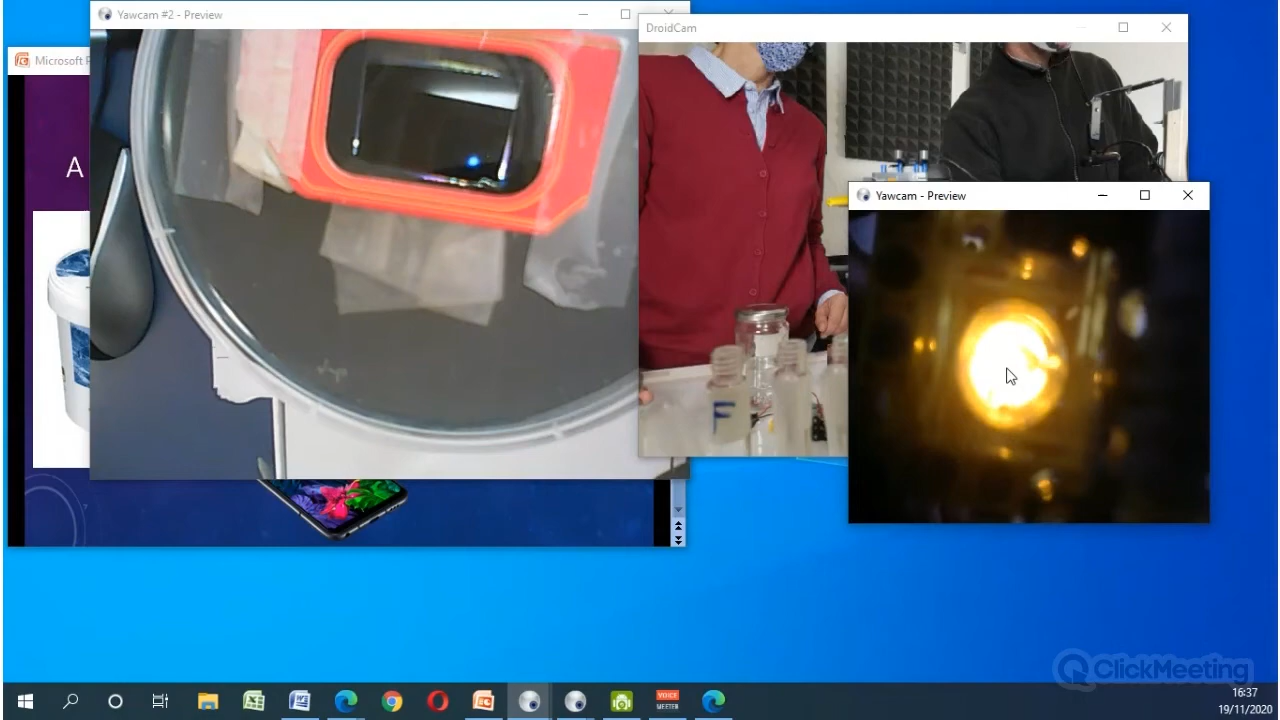 Yawcam #2 - Preview
DroidCam
Microsoft P
A
Yawcam - Preview
F
VOICE
MEETER
ClickMeeting
16:37
19/11/2020